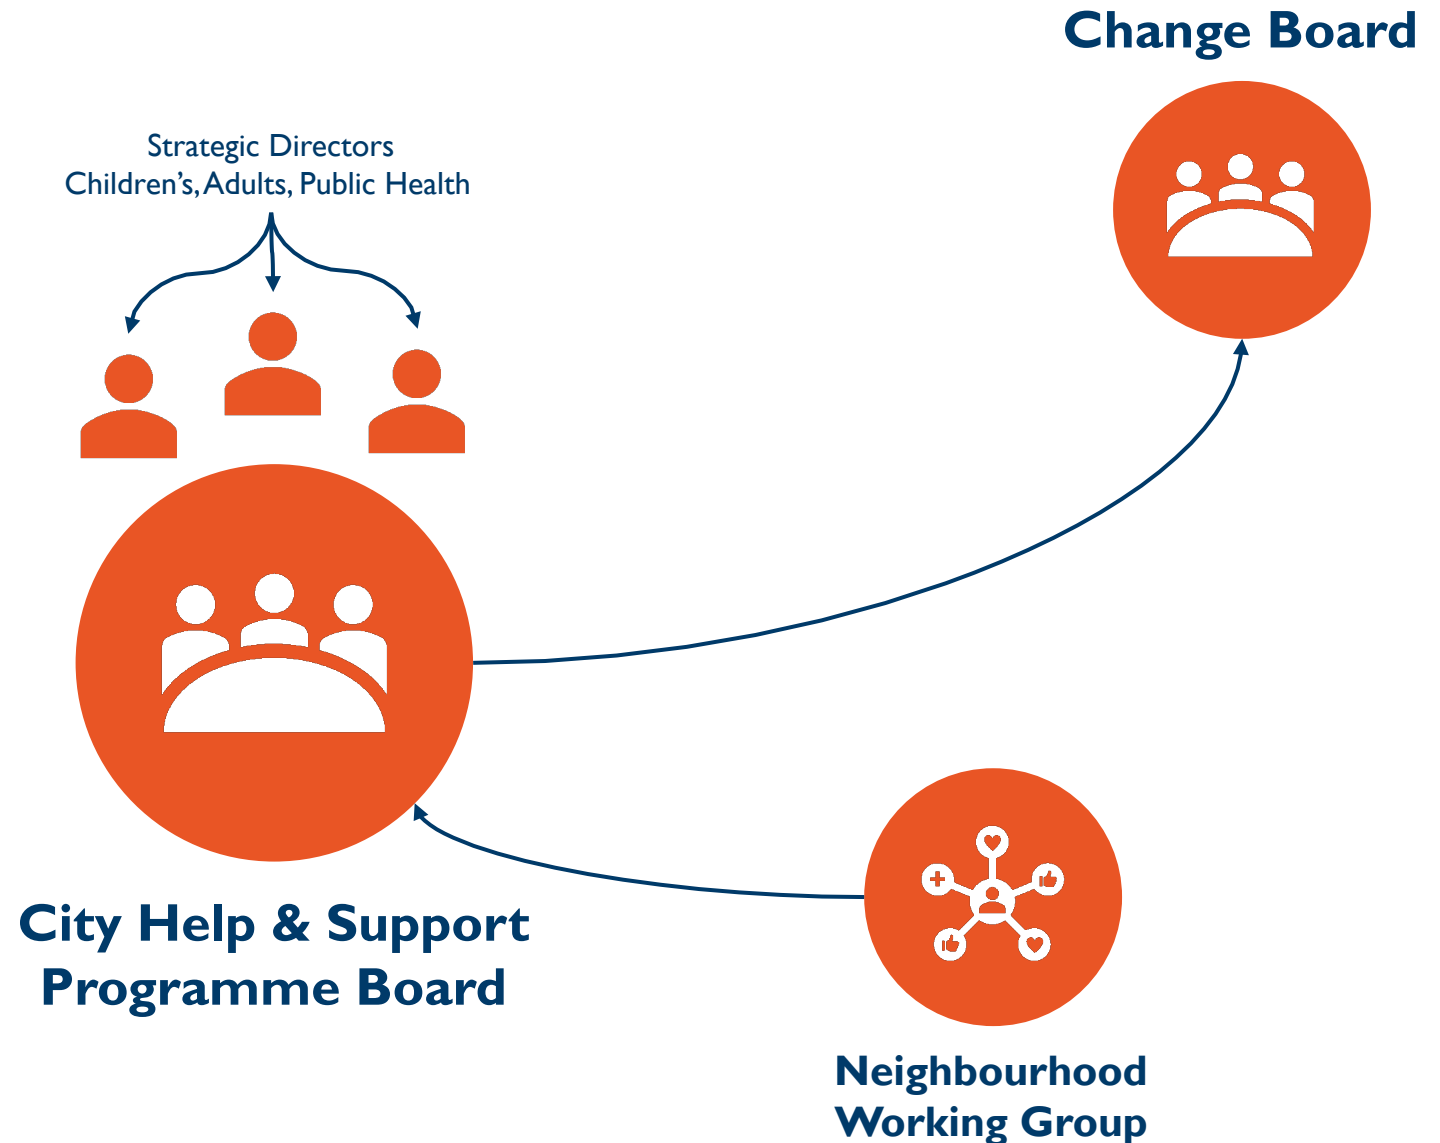 Change Board
Strategic Directors
Children's, Adults, Public Health
City Help & Support
Programme Board
Neighbourhood
Working Group